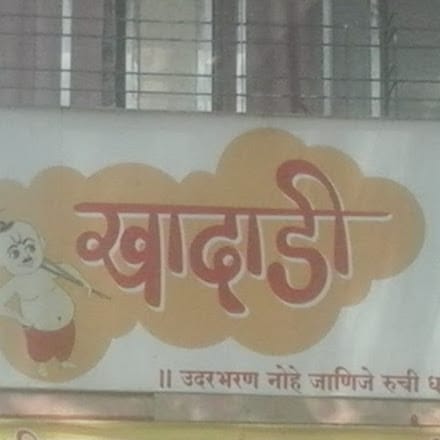 खादाडी
॥ उदरभरण नोहे जाणिजे रुची